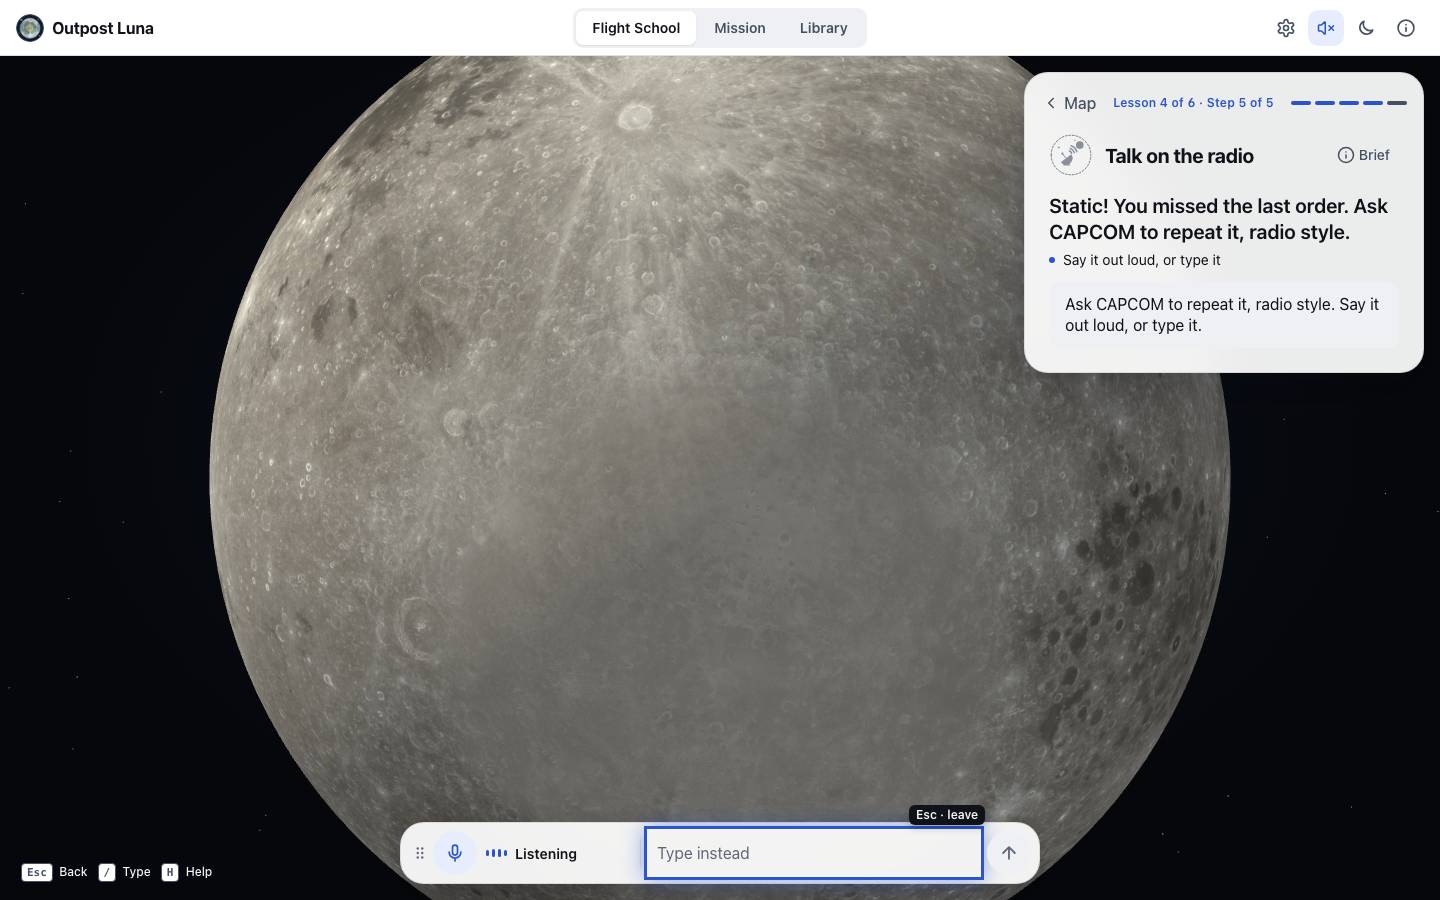 Outpost Luna
Flight School
Mission
Library
Map
Lesson 4 of 6 · Step 5 of 5
Talk on the radio
Brief
Static! You missed the last order. Ask
CAPCOM to repeat it, radio style.
Say it out loud, or type it
Ask CAPCOM to repeat it, radio style. Say it
out loud, or type it.
Esc · leave
Listening
Type instead
Esc Back / Type H Help